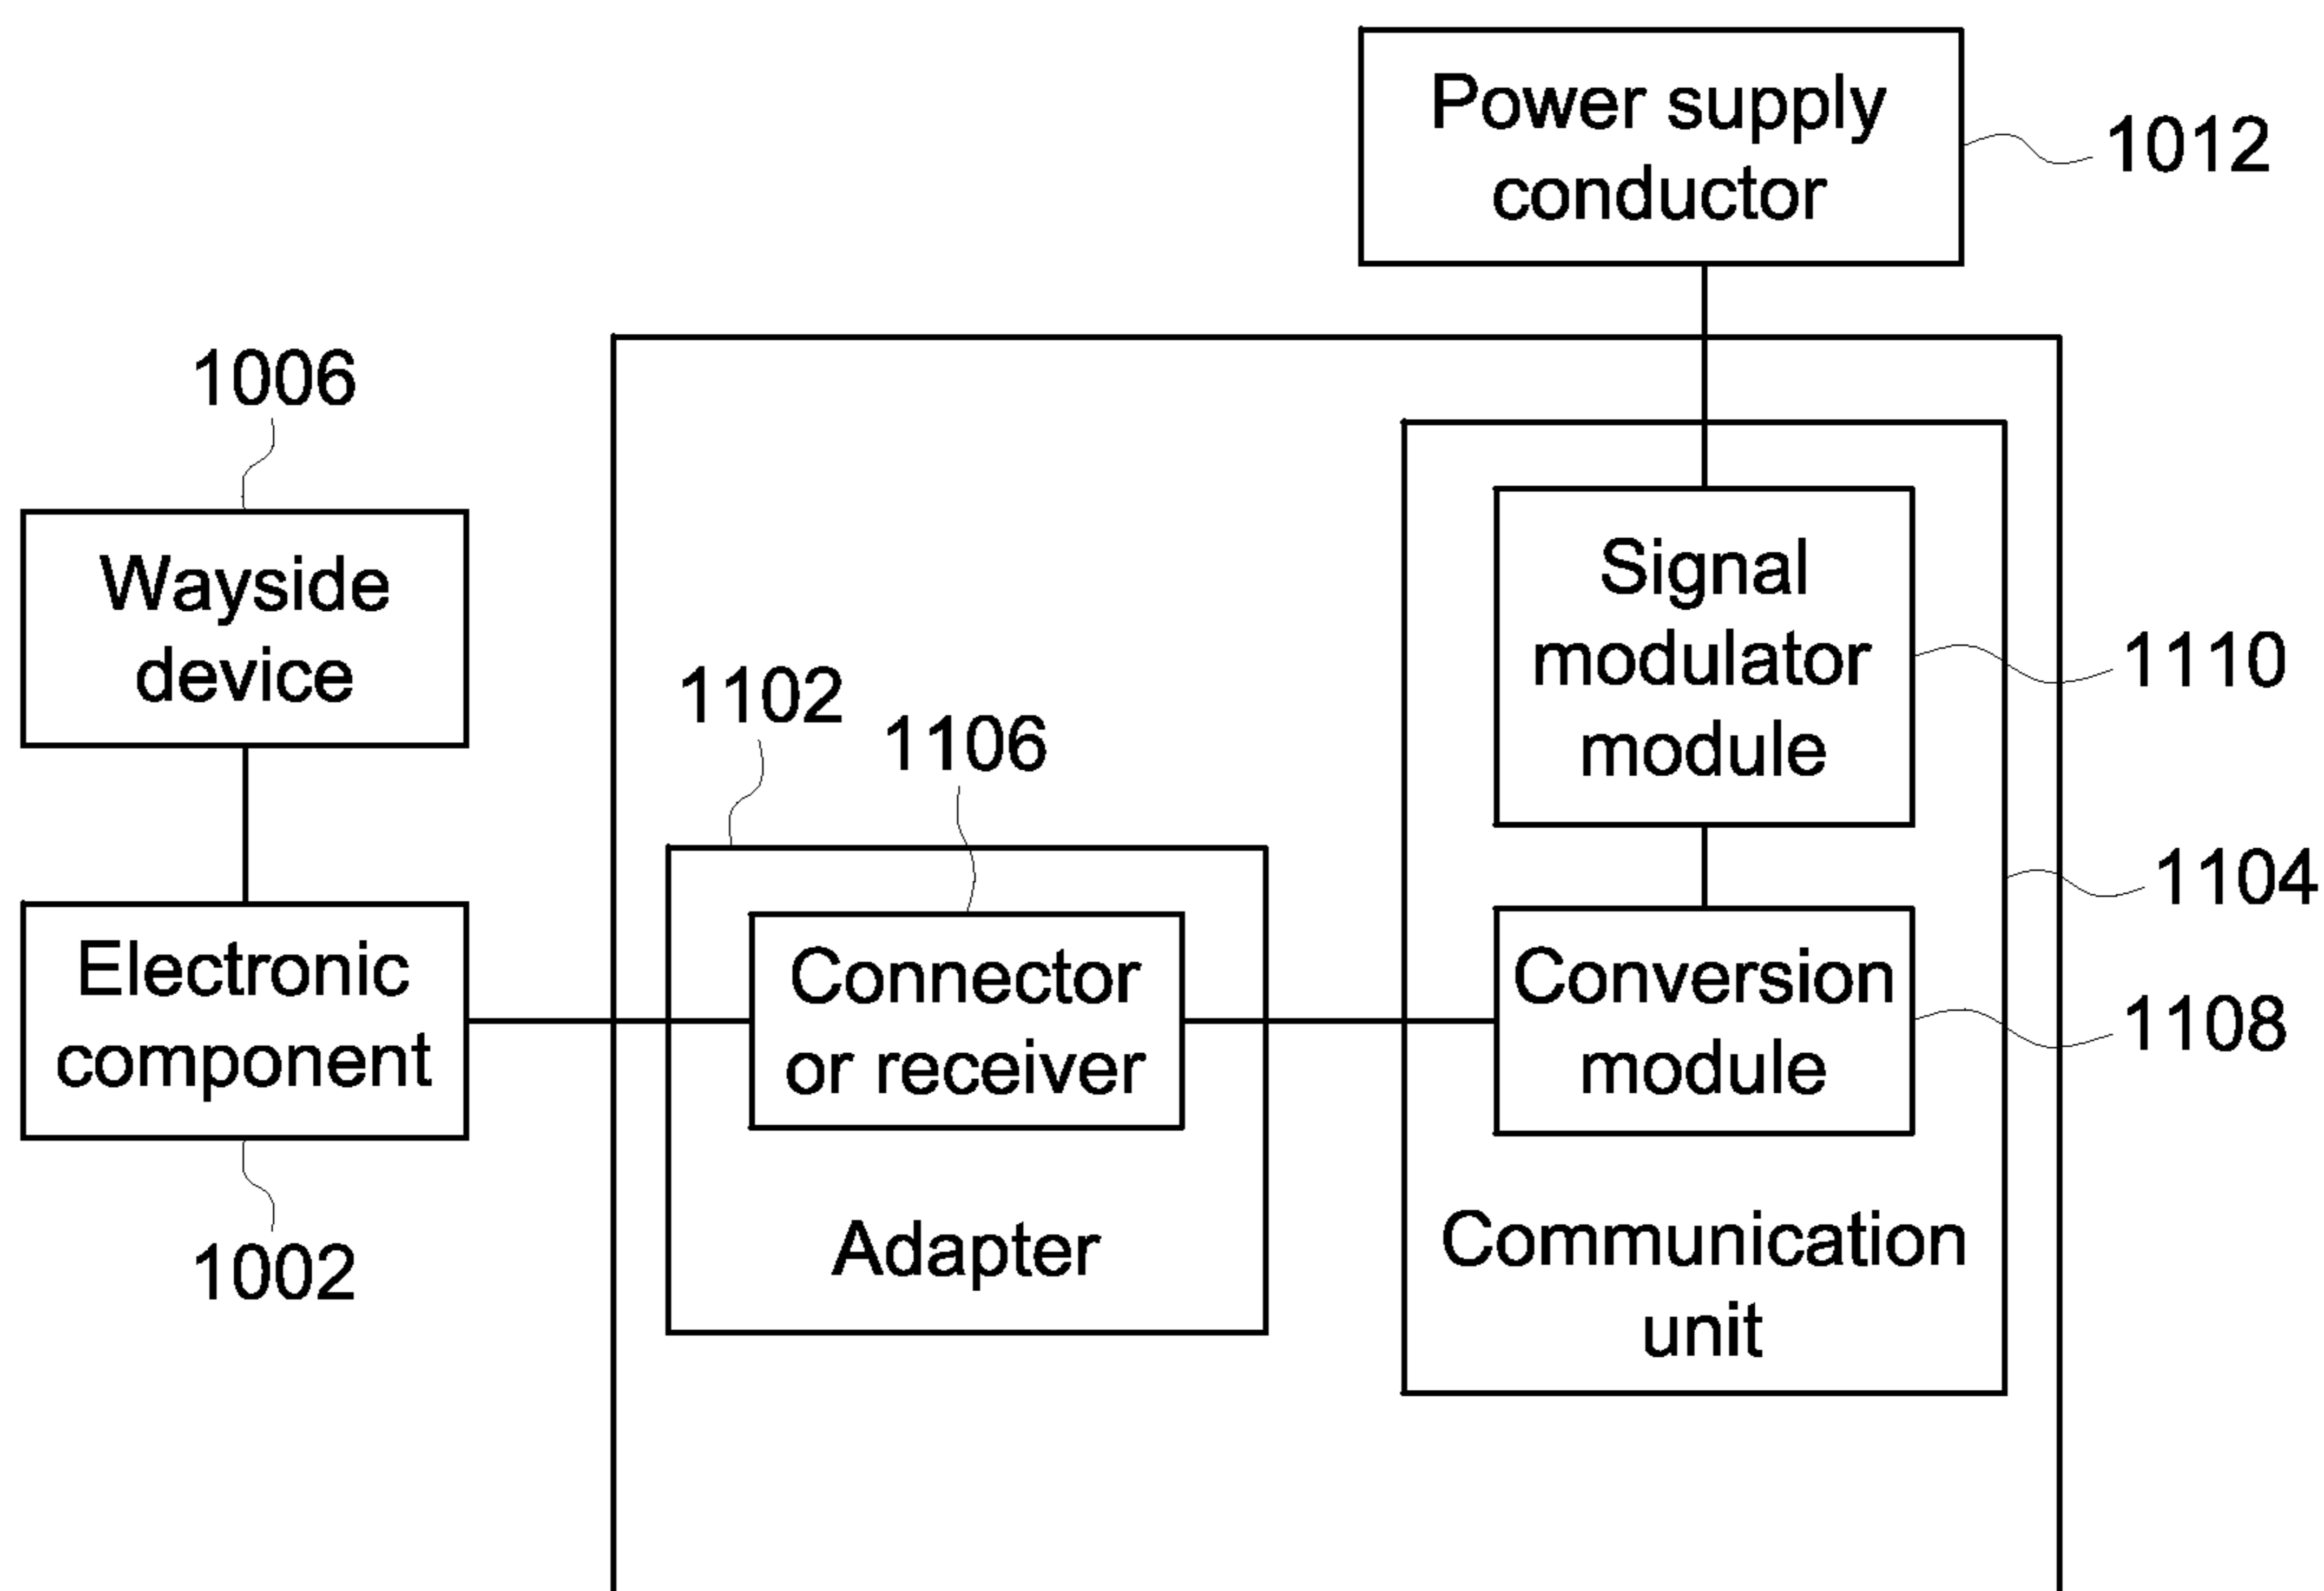 Power supply
conductor
1012
1006
Wayside
device
Signal
modulator
module
1110
1102
1106
1104
Electronic
component
Connector
or receiver
Conversion
module
1108
Adapter
Communication
unit
1002